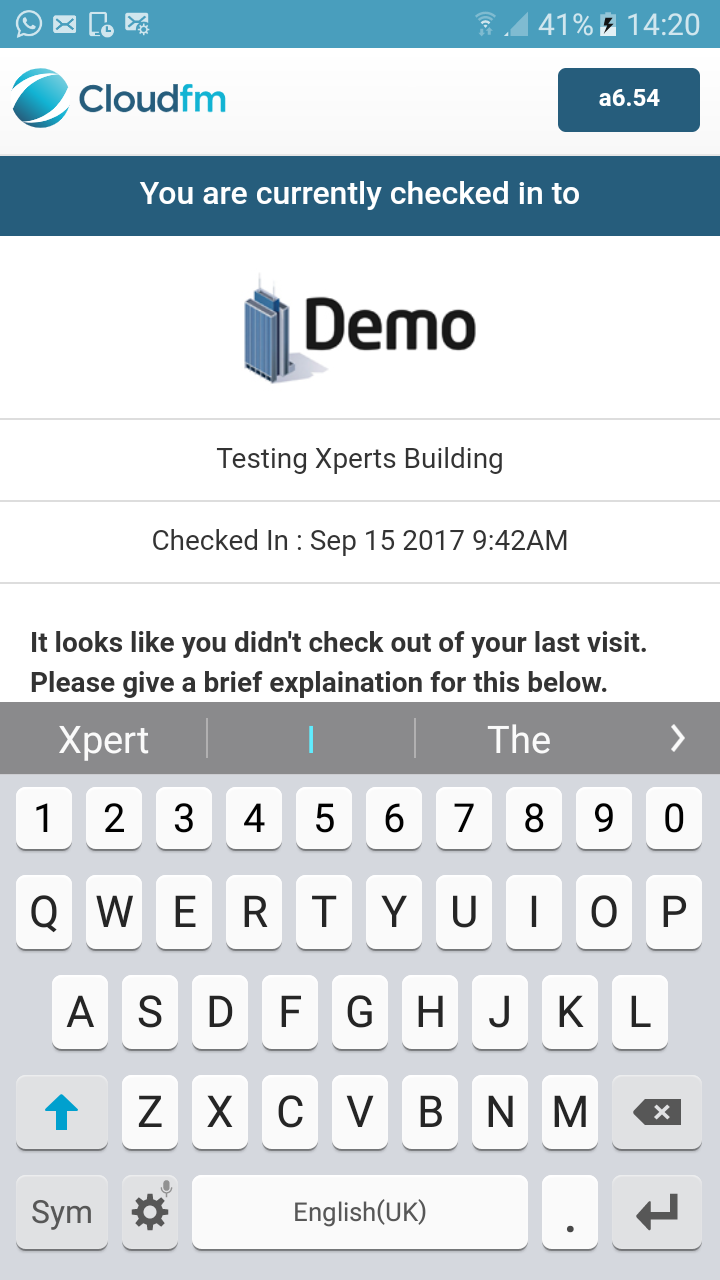 41% 14:20
Cloudfm
a6.54
You are currently checked in to
Demo
Testing Xperts Building
Checked In : Sep 15 2017 9:42AM
It looks like you didn't check out of your last visit.
Please give a brief explaination for this below.
Xpert I The
1 2 3 4 5 6 7 8 9 0
Q W E R T Y U I O P
A S D F G H J K L
Z X C V B N M
Sym English(UK) .